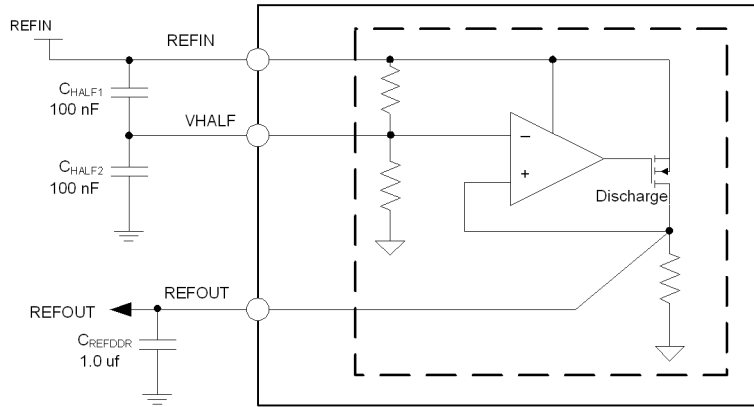 REFIN
REFIN
CHALF1
100 nF
VHALF
CHALF2
100 nF
−
+
Discharge
REFOUT
REFOUT
CREFDDR
1.0 uf